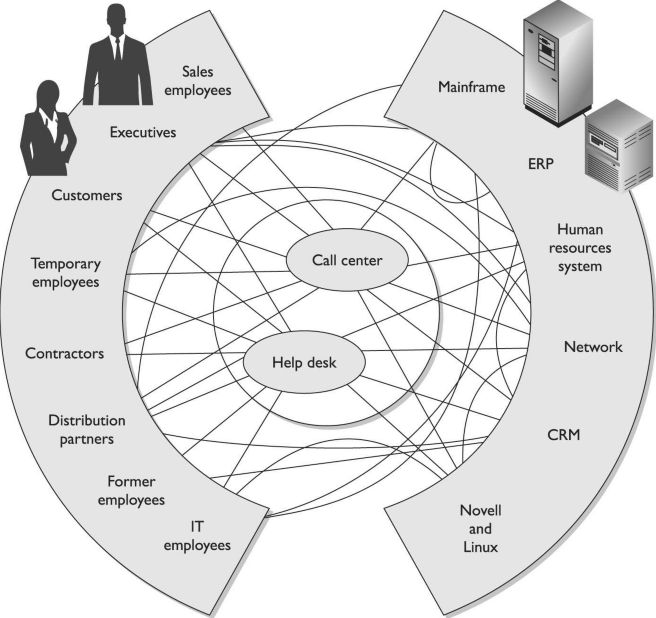 Sales
employees
Executives
Customers
Temporary
employees
Contractors
Distribution
partners
Former
employees
IT
employees
Call center
Help desk
Mainframe
ERP
Human
resources
system
Network
CRM
Novell
and
Linux